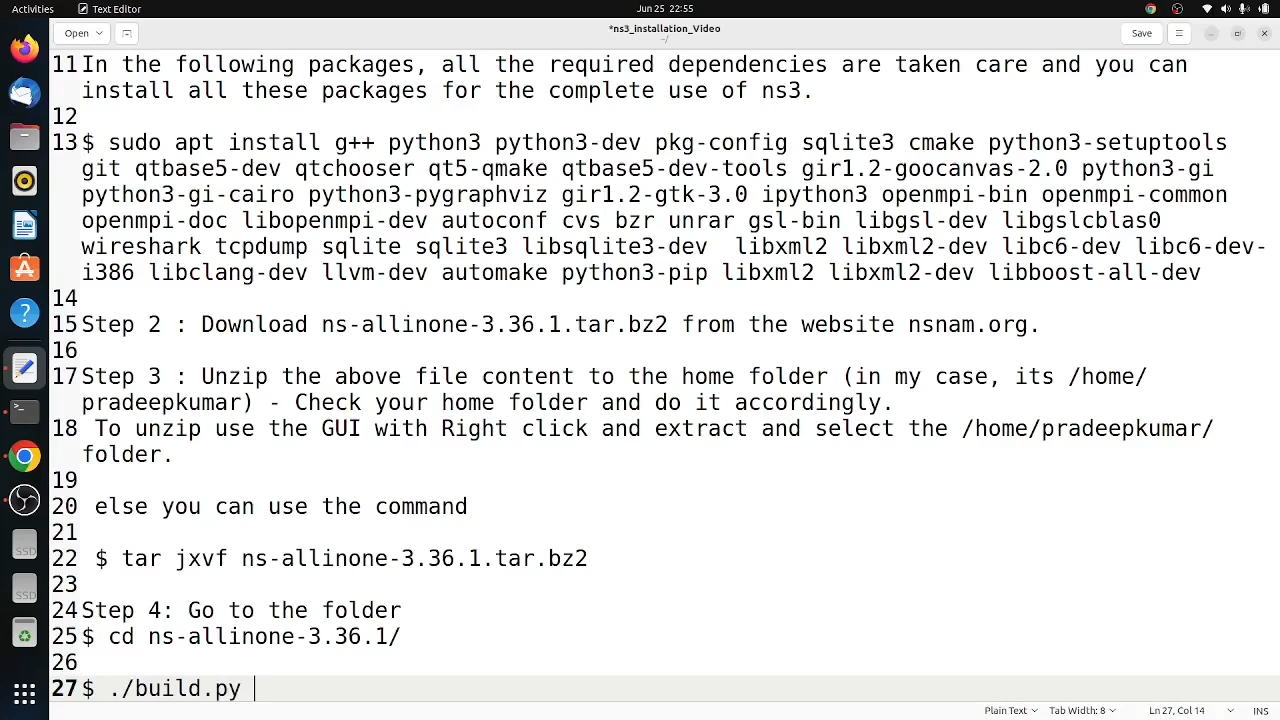 Activities
Text Editor
Jun 25 22:55
Open
*ns3_installation_Video
~/
Save
11 In the following packages, all the required dependencies are taken care and you can
install all these packages for the complete use of ns3.
12
13 $ sudo apt install g++ python3 python3-dev pkg-config sqlite3 cmake python3-setuptools
git qtbase5-dev qtchooser qt5-qmake qtbase5-dev-tools gir1.2-goocanvas-2.0 python3-gi
python3-gi-cairo python3-pygraphviz gir1.2-gtk-3.0 ipython3 openmpi-bin openmpi-common
openmpi-doc libopenmpi-dev autoconf cvs bzr unrar gsl-bin libgsl-dev libgslcblas0
wireshark tcpdump sqlite sqlite3 libsqlite3-dev  libxml2 libxml2-dev libc6-dev libc6-dev-
i386 libclang-dev llvm-dev automake python3-pip libxml2 libxml2-dev libboost-all-dev
14
15 Step 2 : Download ns-allinone-3.36.1.tar.bz2 from the website nsnam.org.
16
17 Step 3 : Unzip the above file content to the home folder (in my case, its /home/
pradeepkumar) - Check your home folder and do it accordingly.
18 To unzip use the GUI with Right click and extract and select the /home/pradeepkumar/
folder.
19
20 else you can use the command
21
22 $ tar jxvf ns-allinone-3.36.1.tar.bz2
23
24 Step 4: Go to the folder
25 $ cd ns-allinone-3.36.1/
26
27 $ ./build.py
SSD
SSD
Plain Text
Tab Width: 8
Ln 27, Col 14
INS